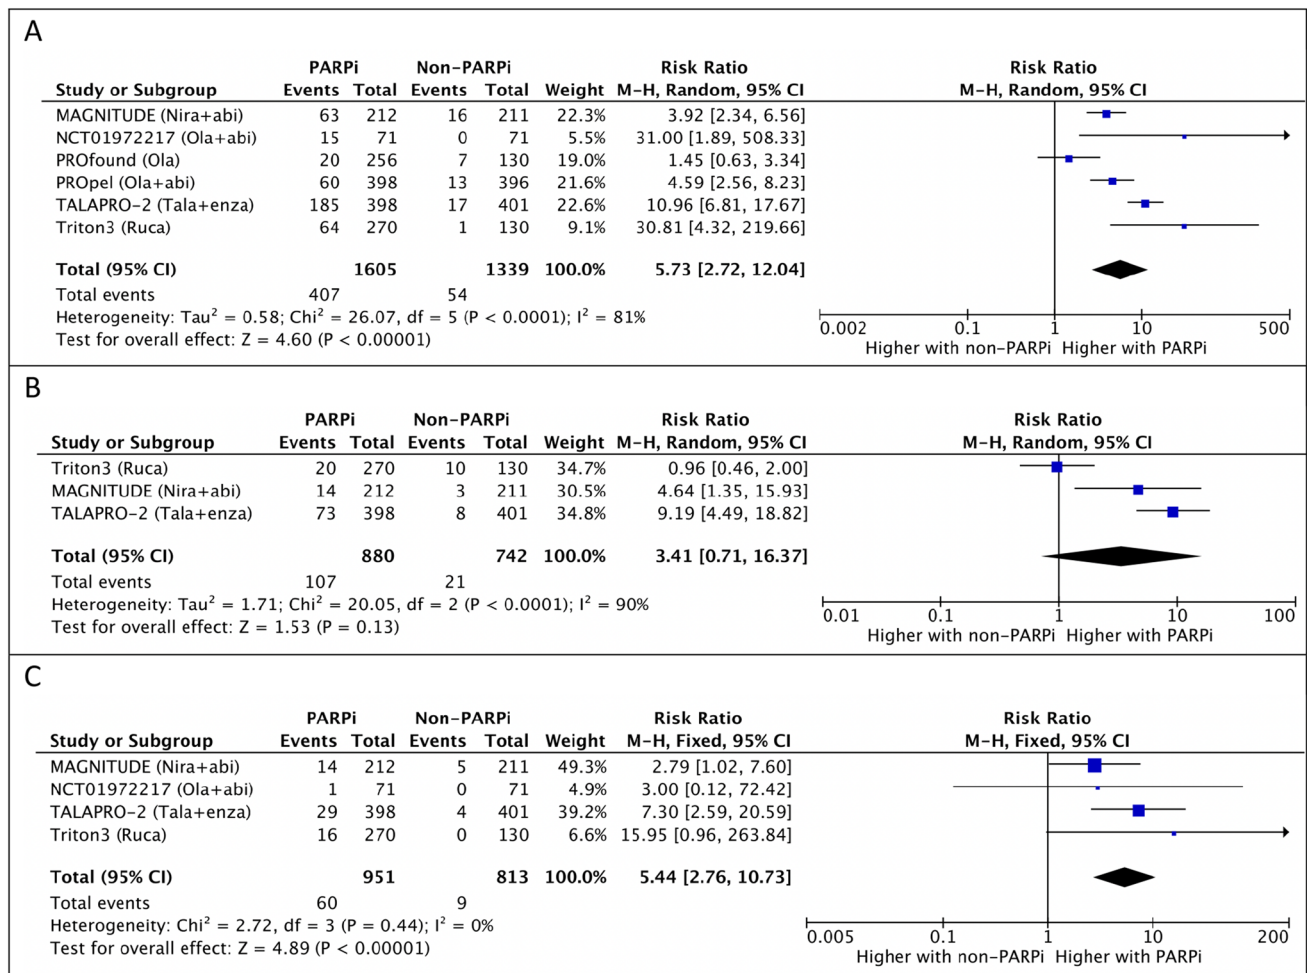 A
PARPi Non-PARPi Risk Ratio Risk Ratio
Study or Subgroup Events Total Events Total Weight M-H, Random, 95% CI M-H, Random, 95% CI
MAGNITUDE (Nira+abi) 63 212 16 211 22.3% 3.92 [2.34, 6.56]
NCT01972217 (Ola+abi) 15 71 0 71 5.5% 31.00 [1.89, 508.33]
PROfound (Ola) 20 256 7 130 19.0% 1.45 [0.63, 3.34]
PROpel (Ola+abi) 60 398 13 396 21.6% 4.59 [2.56, 8.23]
TALAPRO-2 (Tala+enza) 185 398 17 401 22.6% 10.96 [6.81, 17.67]
Triton3 (Ruca) 64 270 1 130 9.1% 30.81 [4.32, 219.66]
Total (95% CI) 1605 1339 100.0% 5.73 [2.72, 12.04]
Total events 407 54
Heterogeneity: Tau² = 0.58; Chi² = 26.07, df = 5 (P < 0.0001); I² = 81%
Test for overall effect: Z = 4.60 (P < 0.00001)
0.002 0.1 1 10 500
Higher with non-PARPi Higher with PARPi
B
PARPi Non-PARPi Risk Ratio Risk Ratio
Study or Subgroup Events Total Events Total Weight M-H, Random, 95% CI M-H, Random, 95% CI
Triton3 (Ruca) 20 270 10 130 34.7% 0.96 [0.46, 2.00]
MAGNITUDE (Nira+abi) 14 212 3 211 30.5% 4.64 [1.35, 15.93]
TALAPRO-2 (Tala+enza) 73 398 8 401 34.8% 9.19 [4.49, 18.82]
Total (95% CI) 880 742 100.0% 3.41 [0.71, 16.37]
Total events 107 21
Heterogeneity: Tau² = 1.71; Chi² = 20.05, df = 2 (P < 0.0001); I² = 90%
Test for overall effect: Z = 1.53 (P = 0.13)
0.01 0.1 1 10 100
Higher with non-PARPi Higher with PARPi
C
PARPi Non-PARPi Risk Ratio Risk Ratio
Study or Subgroup Events Total Events Total Weight M-H, Fixed, 95% CI M-H, Fixed, 95% CI
MAGNITUDE (Nira+abi) 14 212 5 211 49.3% 2.79 [1.02, 7.60]
NCT01972217 (Ola+abi) 1 71 0 71 4.9% 3.00 [0.12, 72.42]
TALAPRO-2 (Tala+enza) 29 398 4 401 39.2% 7.30 [2.59, 20.59]
Triton3 (Ruca) 16 270 0 130 6.6% 15.95 [0.96, 263.84]
Total (95% CI) 951 813 100.0% 5.44 [2.76, 10.73]
Total events 60 9
Heterogeneity: Chi² = 2.72, df = 3 (P = 0.44); I² = 0%
Test for overall effect: Z = 4.89 (P < 0.00001)
0.005 0.1 1 10 200
Higher with non-PARPi Higher with PARPi